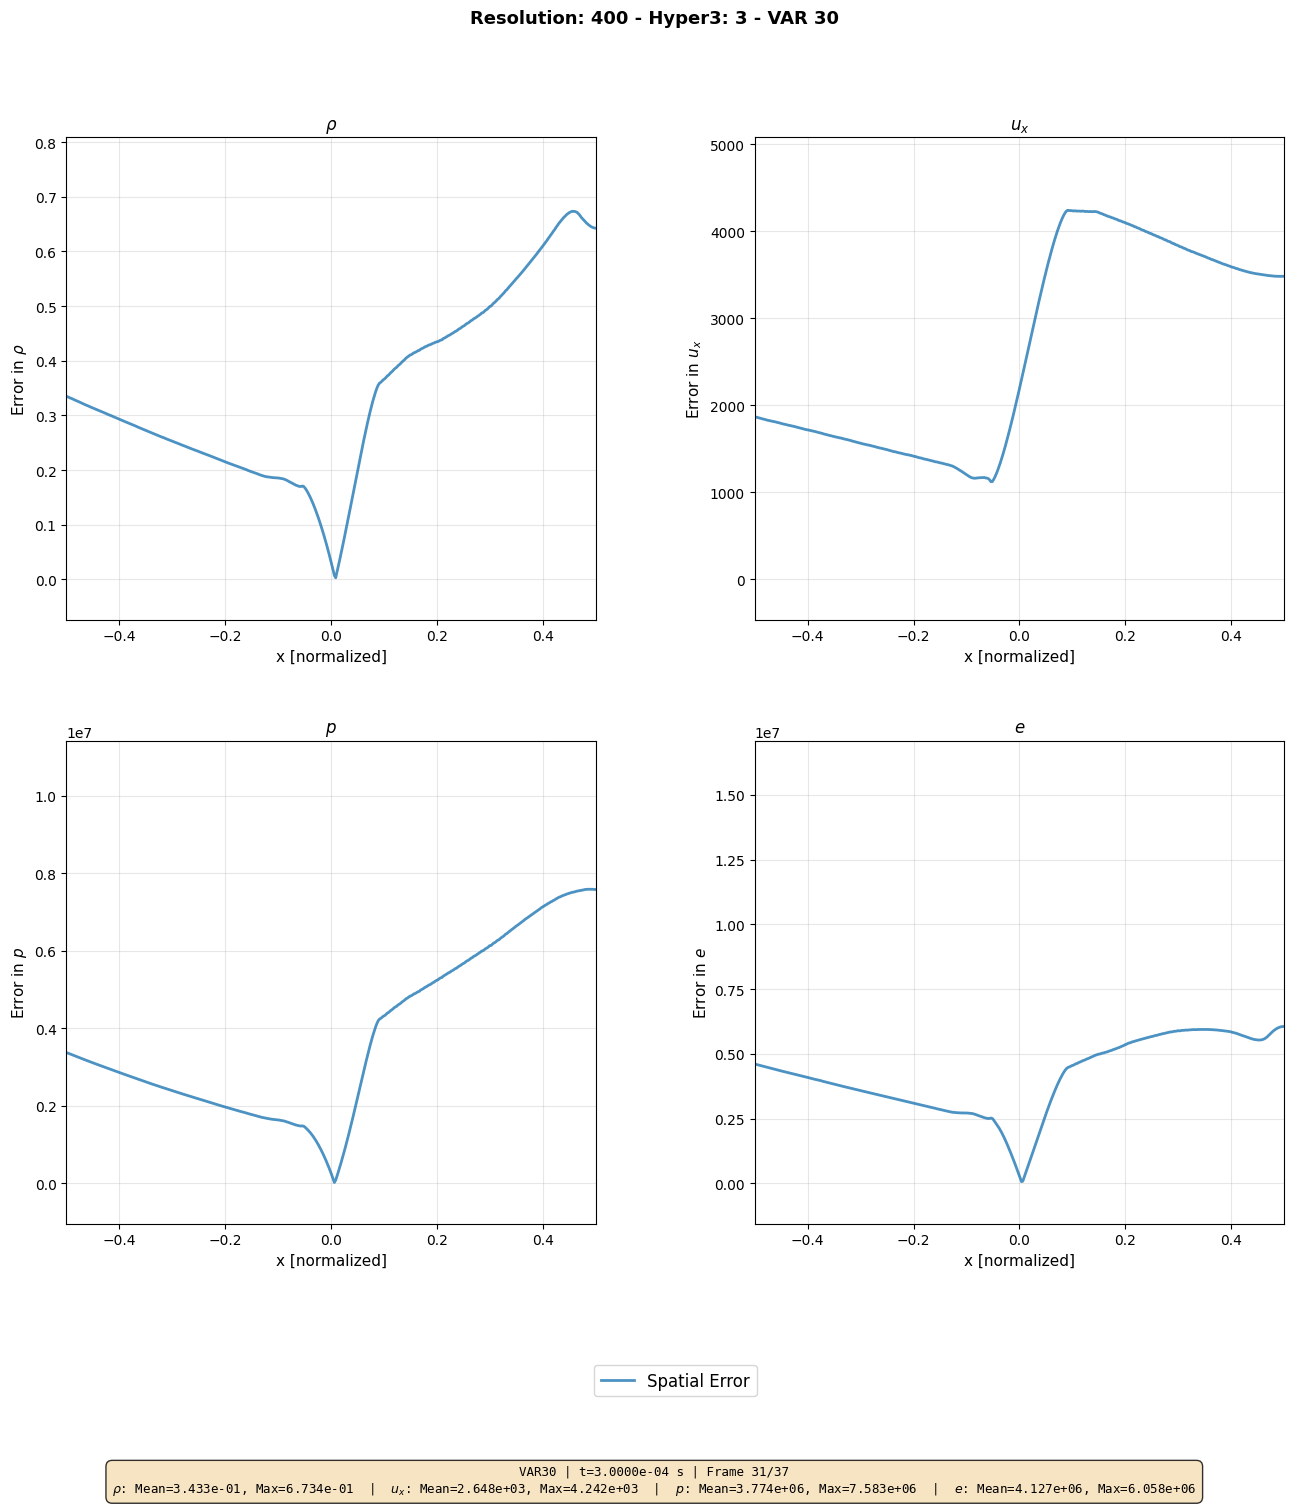 Resolution: 400 - Hyper3: 3 - VAR 30
ρ
0.8
0.7
0.6
0.5
0.4
0.3
0.2
0.1
0.0
Error in ρ
−0.4 −0.2 0.0 0.2 0.4
x [normalized]
u_x
5000
4000
3000
2000
1000
0
Error in u_x
−0.4 −0.2 0.0 0.2 0.4
x [normalized]
p
1e7
1.0
0.8
0.6
0.4
0.2
0.0
Error in p
−0.4 −0.2 0.0 0.2 0.4
x [normalized]
e
1e7
1.50
1.25
1.00
0.75
0.50
0.25
0.00
Error in e
−0.4 −0.2 0.0 0.2 0.4
x [normalized]
Spatial Error
VAR30 | t=3.0000e-04 s | Frame 31/37
ρ: Mean=3.433e-01, Max=6.734e-01 | u_x: Mean=2.648e+03, Max=4.242e+03 | p: Mean=3.774e+06, Max=7.583e+06 | e: Mean=4.127e+06, Max=6.058e+06